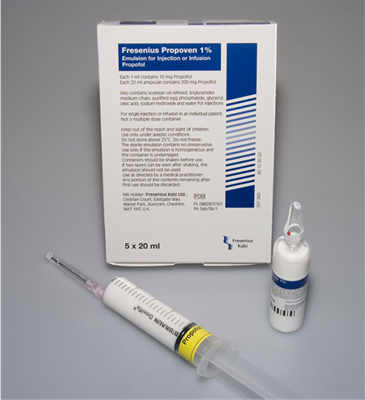 Fresenius Propoven 1%
Emulsion for Injection or Infusion
Propofol
Each 1 ml contains 10 mg Propofol
Each 20 ml ampoule contains 200 mg Propofol
Also contains soybean oil refined, triglycerides
medium chain, purified egg phosphatide, glycerol,
oleic acid, sodium hydroxide and water for injections.
For single injection or infusion in an individual patient.
Not a multiple dose container.
Keep out of the reach and sight of children.
Use only under aseptic conditions.
Do not store above 25°C. Do not freeze.
The sterile emulsion contains no preservative.
Use only if the emulsion is homogeneous and
the container is undamaged.
Containers should be shaken before use.
If two layers can be seen after shaking, the
emulsion should not be used.
Use as directed by a medical practitioner.
Any portion of the contents remaining after
first use should be discarded.
MA holder: Fresenius Kabi Ltd.,
Cestrian Court, Eastgate Way,
Manor Park, Runcorn, Cheshire,
WA7 1NT, U.K
POM
PL 08828/0167
5 x 20 ml
Fresenius
Kabi
1%
Omnifix
Propofol